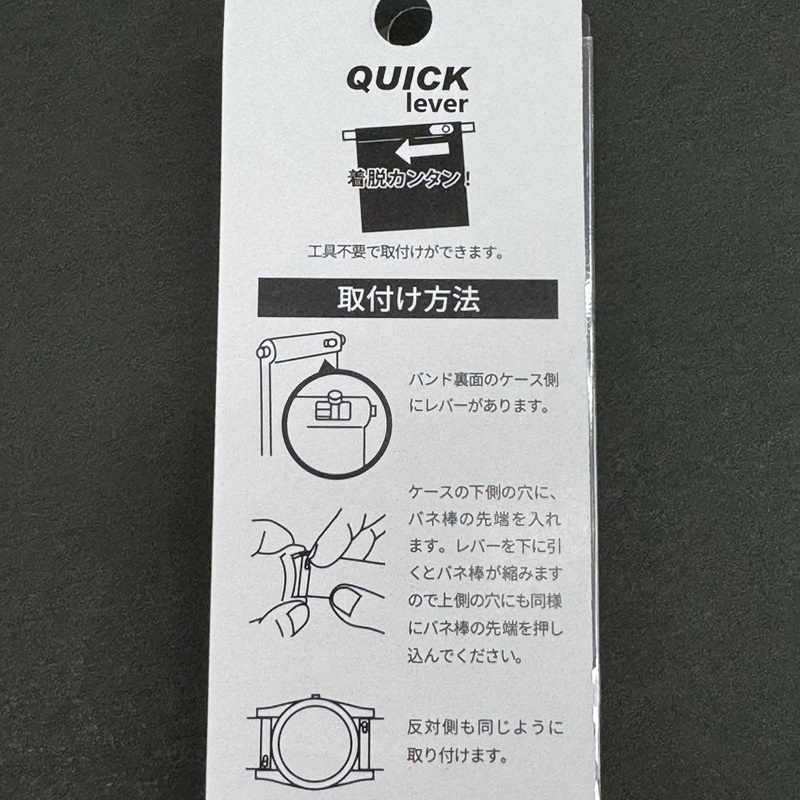 QUICK
lever
着脱カンタン!
工具不要で取付けができます。
取付け方法
バンド裏面のケース側
にレバーがあります。
ケースの下側の穴に、
バネ棒の先端を入れ
ます。レバーを下に引
くとバネ棒が縮みます
ので上側の穴にも同様
にバネ棒の先端を押し
込んでください。
反対側も同じように
取り付けます。